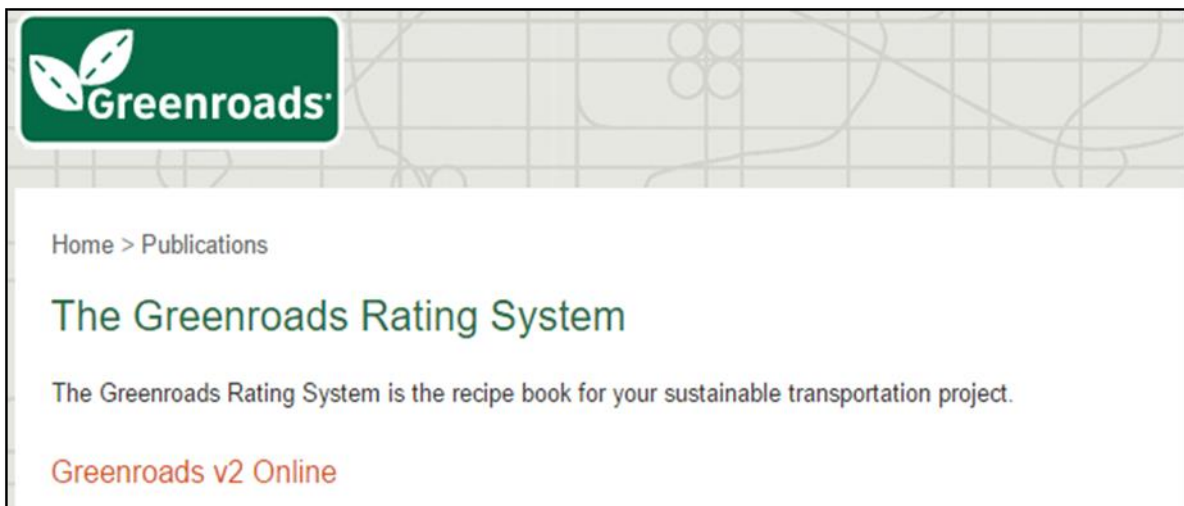 Greenroads
Home > Publications
The Greenroads Rating System
The Greenroads Rating System is the recipe book for your sustainable transportation project.
Greenroads v2 Online